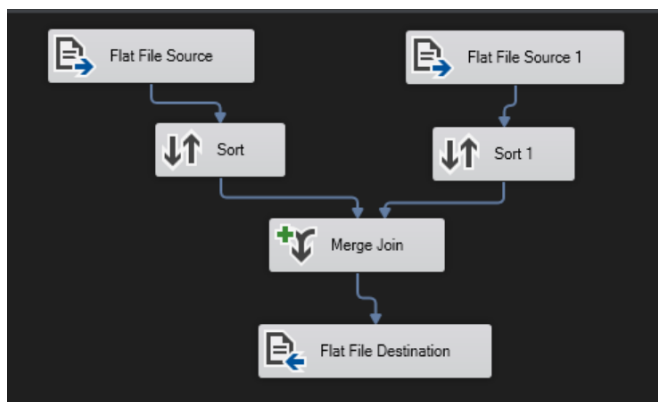 Flat File Source
Flat File Source 1
Sort
Sort 1
Merge Join
Flat File Destination